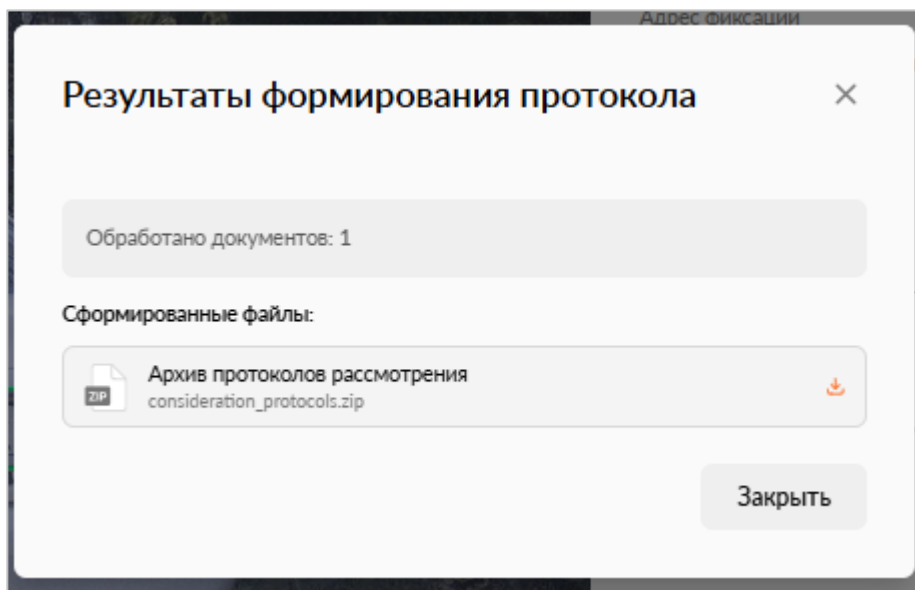 Адрес фиксации
Результаты формирования протокола
Обработано документов: 1
Сформированные файлы:
Архив протоколов рассмотрения
ZIP
consideration_protocols.zip
Закрыть